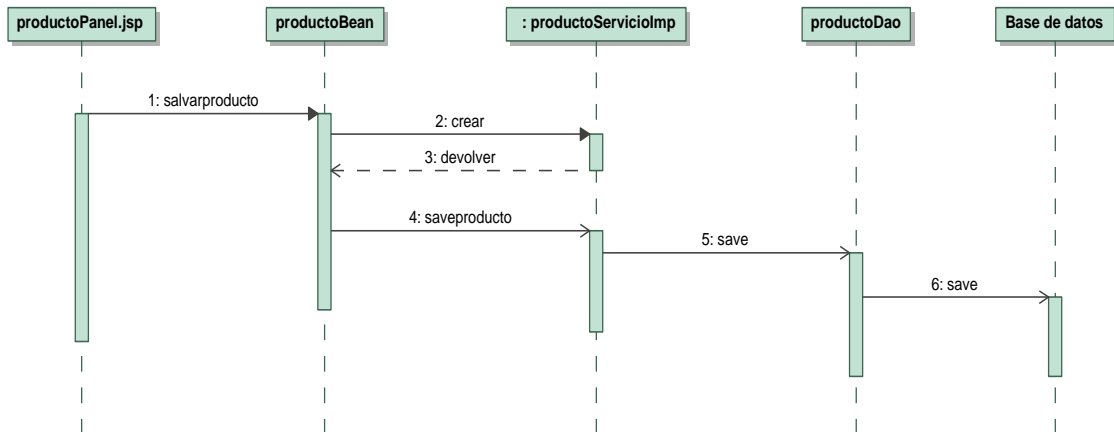 productoPanel.jsp
productoBean
: productoServicioImp
productoDao
Base de datos
1: salvarproducto
2: crear
3: devolver
4: saveproducto
5: save
6: save